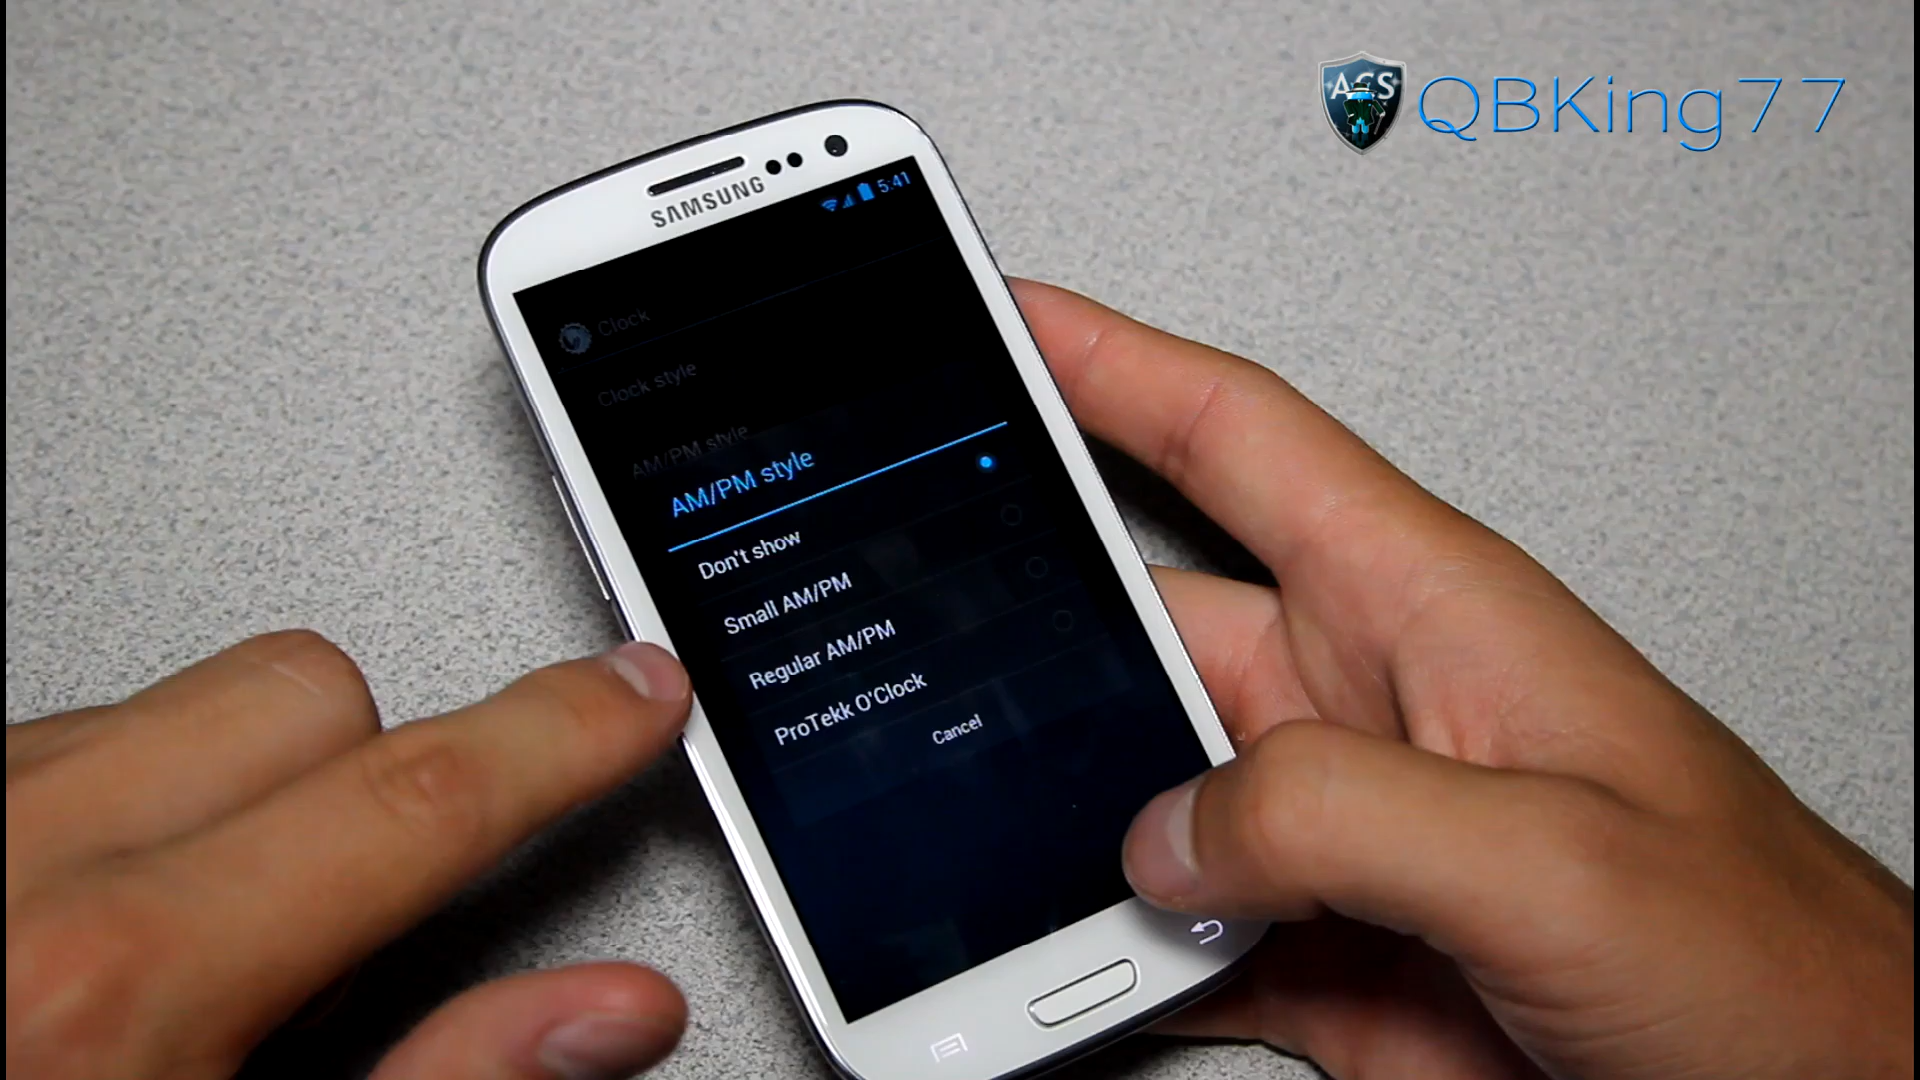 ACS QBKing77
SAMSUNG
5:41
Clock
Clock style
AM/PM style
AM/PM style
Don't show
Small AM/PM
Regular AM/PM
ProTekk O'Clock
Cancel